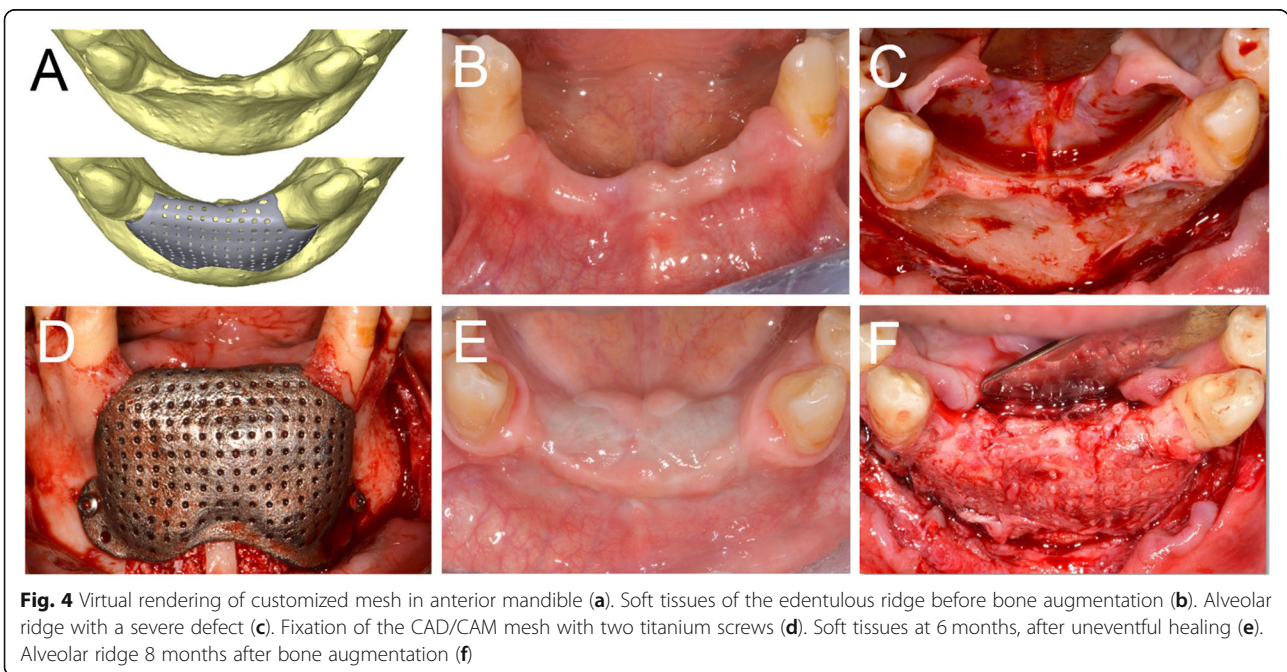 A
B
C
D
E
F
Fig. 4 Virtual rendering of customized mesh in anterior mandible (a). Soft tissues of the edentulous ridge before bone augmentation (b). Alveolar
ridge with a severe defect (c). Fixation of the CAD/CAM mesh with two titanium screws (d). Soft tissues at 6 months, after uneventful healing (e).
Alveolar ridge 8 months after bone augmentation (f)